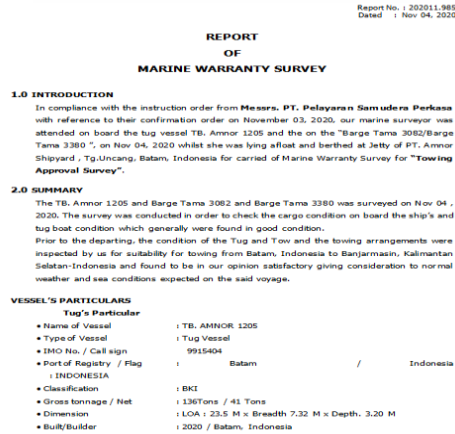 Report No. : 202011.985
Dated : Nov 04, 2020
REPORT
OF
MARINE WARRANTY SURVEY
1.0 INTRODUCTION
In compliance with the instruction order from Messrs. PT. Pelayaran Samudera Perkasa
with reference to their confirmation order on November 03, 2020, our marine surveyor was
attended on board the tug vessel TB. Amnor 1205 and the on the "Barge Tama 3082/Barge
Tama 3380 ", on Nov 04, 2020 whilst she was lying afloat and berthed at Jetty of PT. Amnor
Shipyard , Tg.Uncang, Batam, Indonesia for carried of Marine Warranty Survey for "Towing
Approval Survey".
2.0 SUMMARY
The TB. Amnor 1205 and Barge Tama 3082 and Barge Tama 3380 was surveyed on Nov 04 ,
2020. The survey was conducted in order to check the cargo condition on board the ship's and
tug boat condition which generally were found in good condition.
Prior to the departing, the condition of the Tug and Tow and the towing arrangements were
inspected by us for suitability for towing from Batam, Indonesia to Banjarmasin, Kalimantan
Selatan-Indonesia and found to be in our opinion satisfactory giving consideration to normal
weather and sea conditions expected on the said voyage.
VESSEL'S PARTICULARS
Tug's Particular
• Name of Vessel : TB. AMNOR 1205
• Type of Vessel : Tug Vessel
• IMO No. / Call sign 9915404
• Port of Registry / Flag : Batam / Indonesia
: INDONESIA
• Classification : BKI
• Gross tonnage / Net : 136Tons / 41 Tons
• Dimension : LOA : 23.5 M x Breadth 7.32 M x Depth. 3.20 M
• Built/Builder : 2020 / Batam, Indonesia